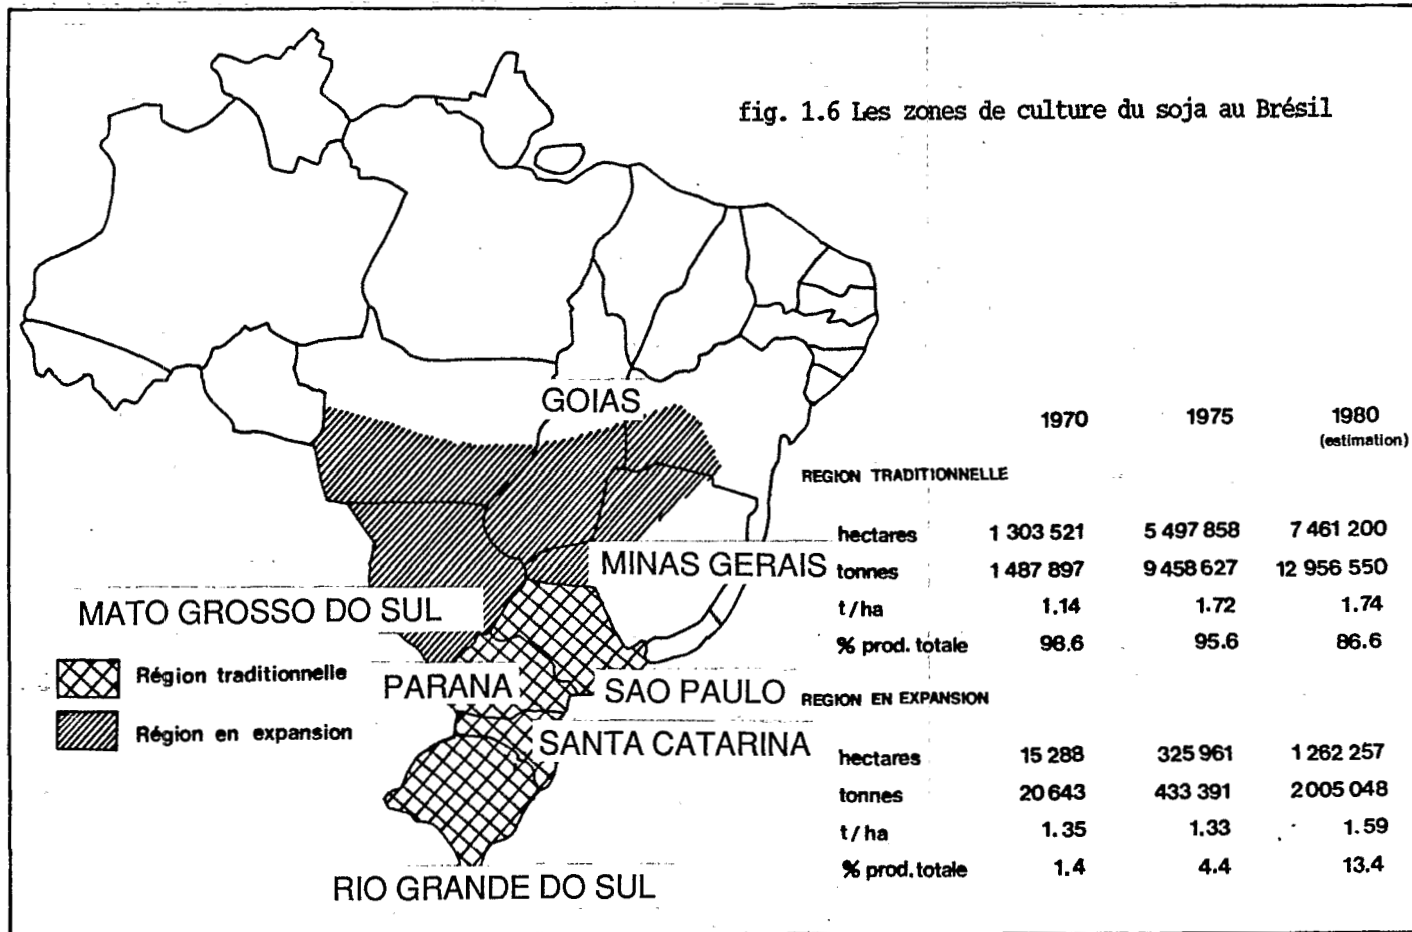 fig. 1.6 Les zones de culture du soja au Brésil
GOIAS
MINAS GERAIS
MATO GROSSO DO SUL
PARANA
SAO PAULO
SANTA CATARINA
RIO GRANDE DO SUL
Région traditionnelle
Région en expansion
1970 1975 1980
(estimation)
REGION TRADITIONNELLE
hectares 1 303 521 5 497 858 7 461 200
tonnes 1 487 897 9 458 627 12 956 550
t/ha 1.14 1.72 1.74
% prod. totale 98.6 95.6 86.6
REGION EN EXPANSION
hectares 15 288 325 961 1 262 257
tonnes 20 643 433 391 2 005 048
t/ha 1.35 1.33 1.59
% prod. totale 1.4 4.4 13.4